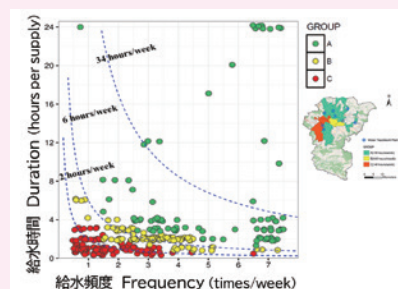 給水時間 Duration (hours per supply)
24
20
16
12
8
4
0
34 hours/week
6 hours/week
2 hours/week
0
1
2
3
4
5
6
7
給水頻度 Frequency (times/week)
GROUP
A
B
C
GROUP